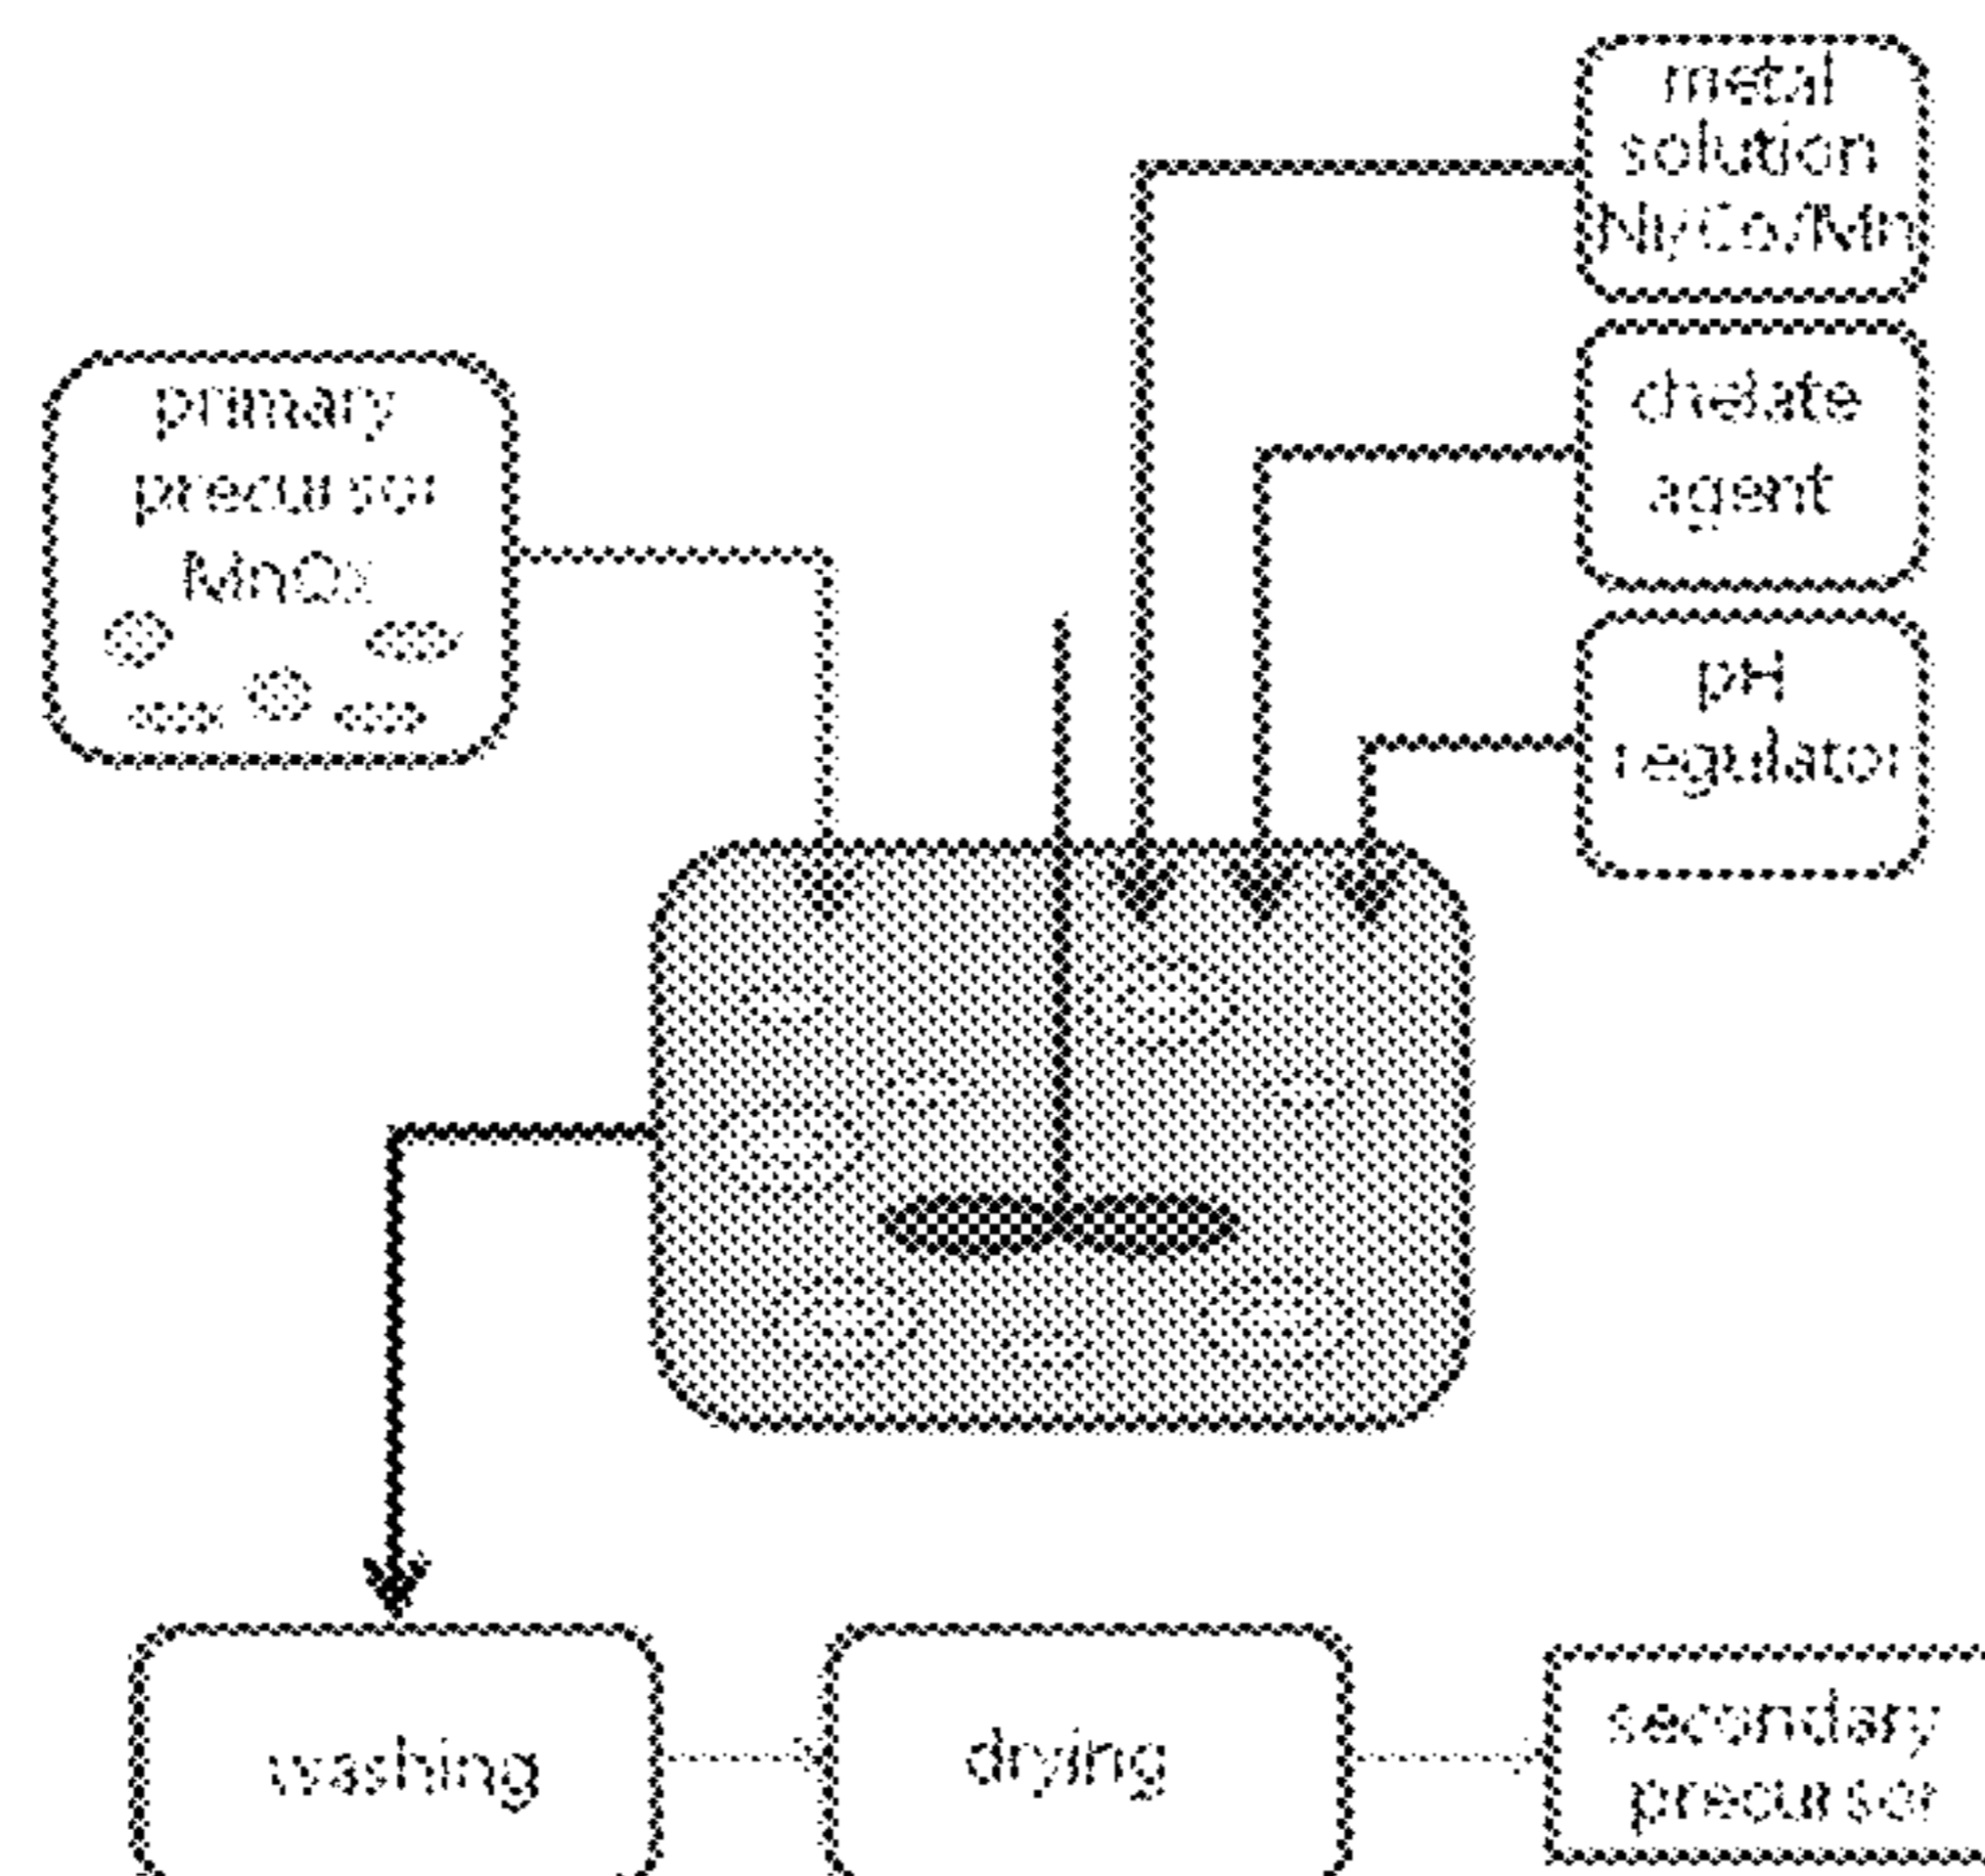 metal
solution
Ni/Co/Mn
chelate
agent
pH
regulator
primary
precursor
MnOx
washing
drying
secondary
precursor